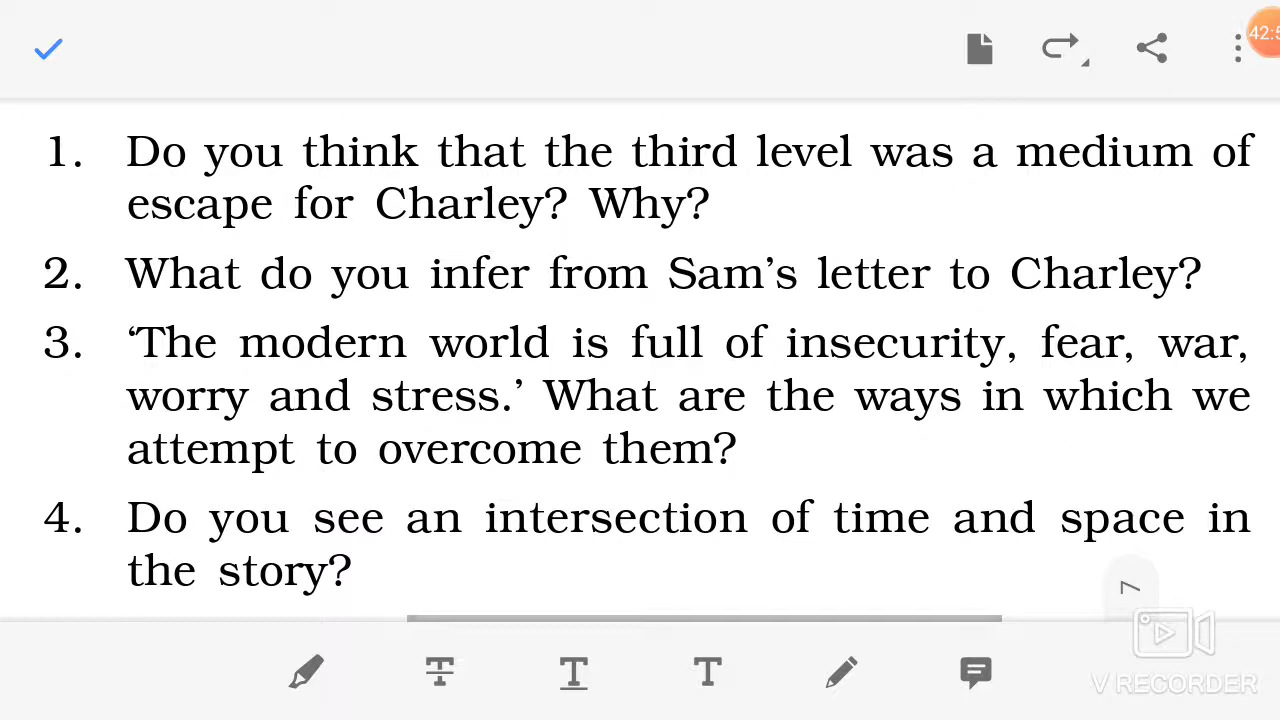 42:5
1. Do you think that the third level was a medium of
escape for Charley? Why?
2. What do you infer from Sam’s letter to Charley?
3. ‘The modern world is full of insecurity, fear, war,
worry and stress.’ What are the ways in which we
attempt to overcome them?
4. Do you see an intersection of time and space in
the story?
7
T T T
V RECORDER